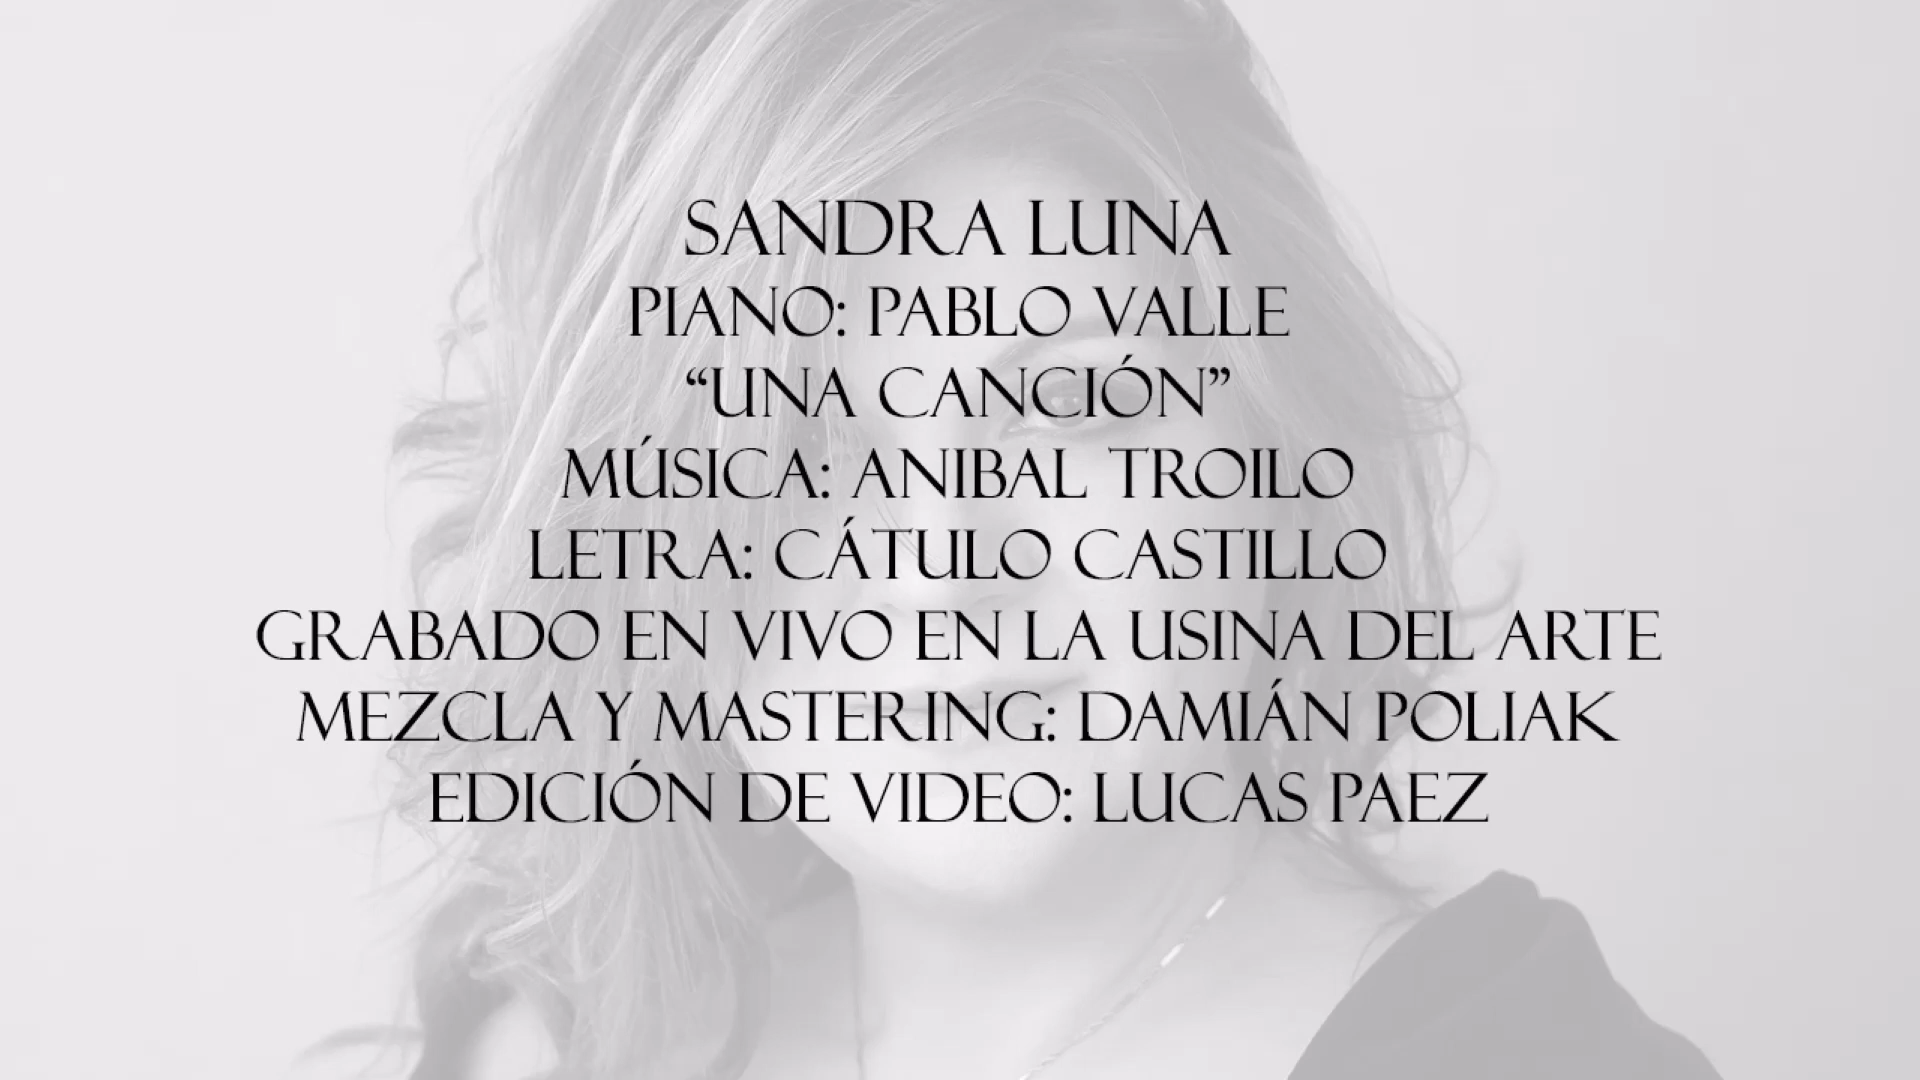 SANDRA LUNA
PIANO: PABLO VALLE
“UNA CANCIÓN”
MÚSICA: ANIBAL TROILO
LETRA: CÁTULO CASTILLO
GRABADO EN VIVO EN LA USINA DEL ARTE
MEZCLA Y MASTERING: DAMIÁN POLIAK
EDICIÓN DE VIDEO: LUCAS PAEZ